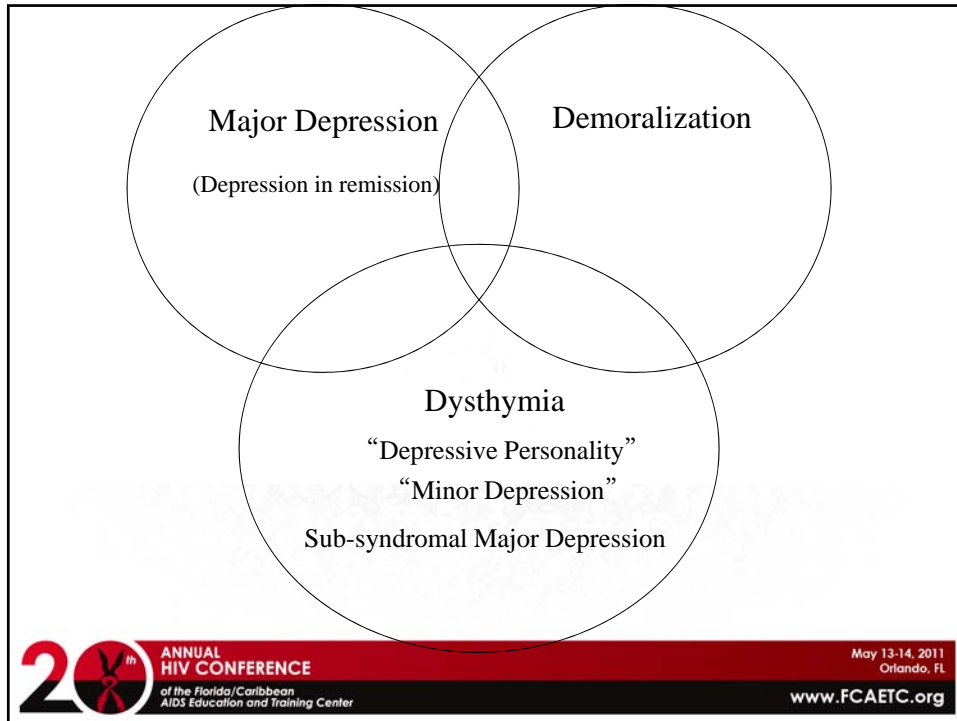 Major Depression
Demoralization
(Depression in remission)
Dysthymia
“Depressive Personality”
“Minor Depression”
Sub-syndromal Major Depression
20th
ANNUAL
HIV CONFERENCE
of the Florida/Caribbean
AIDS Education and Training Center
May 13-14, 2011
Orlando, FL
www.FCAETC.org